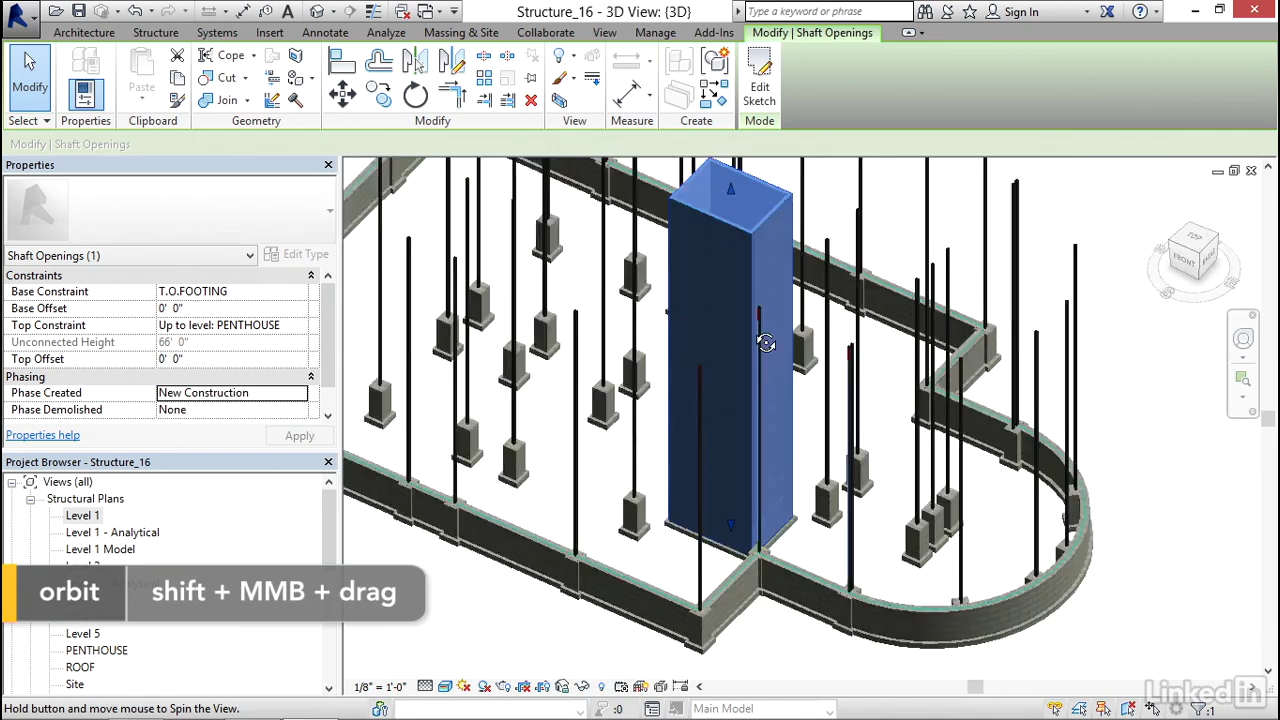 Structure_16 - 3D View: {3D}
Type a keyword or phrase
Sign In
Architecture Structure Systems Insert Annotate Analyze Massing & Site Collaborate View Manage Add-Ins Modify | Shaft Openings
Modify
Select
Properties
Paste
Clipboard
Cope
Cut
Join
Geometry
Modify
View
Measure
Create
Edit
Sketch
Mode
Modify | Shaft Openings
Properties
Shaft Openings (1)
Edit Type
Constraints
Base Constraint T.O.FOOTING
Base Offset 0' 0"
Top Constraint Up to level: PENTHOUSE
Unconnected Height 66' 0"
Top Offset 0' 0"
Phasing
Phase Created New Construction
Phase Demolished None
Properties help
Apply
Project Browser - Structure_16
Views (all)
Structural Plans
Level 1
Level 1 - Analytical
Level 1 Model
orbit shift + MMB + drag
Level 5
PENTHOUSE
ROOF
Site
TOP
FRONT
1/8" = 1'-0"
Hold button and move mouse to Spin the View.
:0
Main Model
:1
Linked in